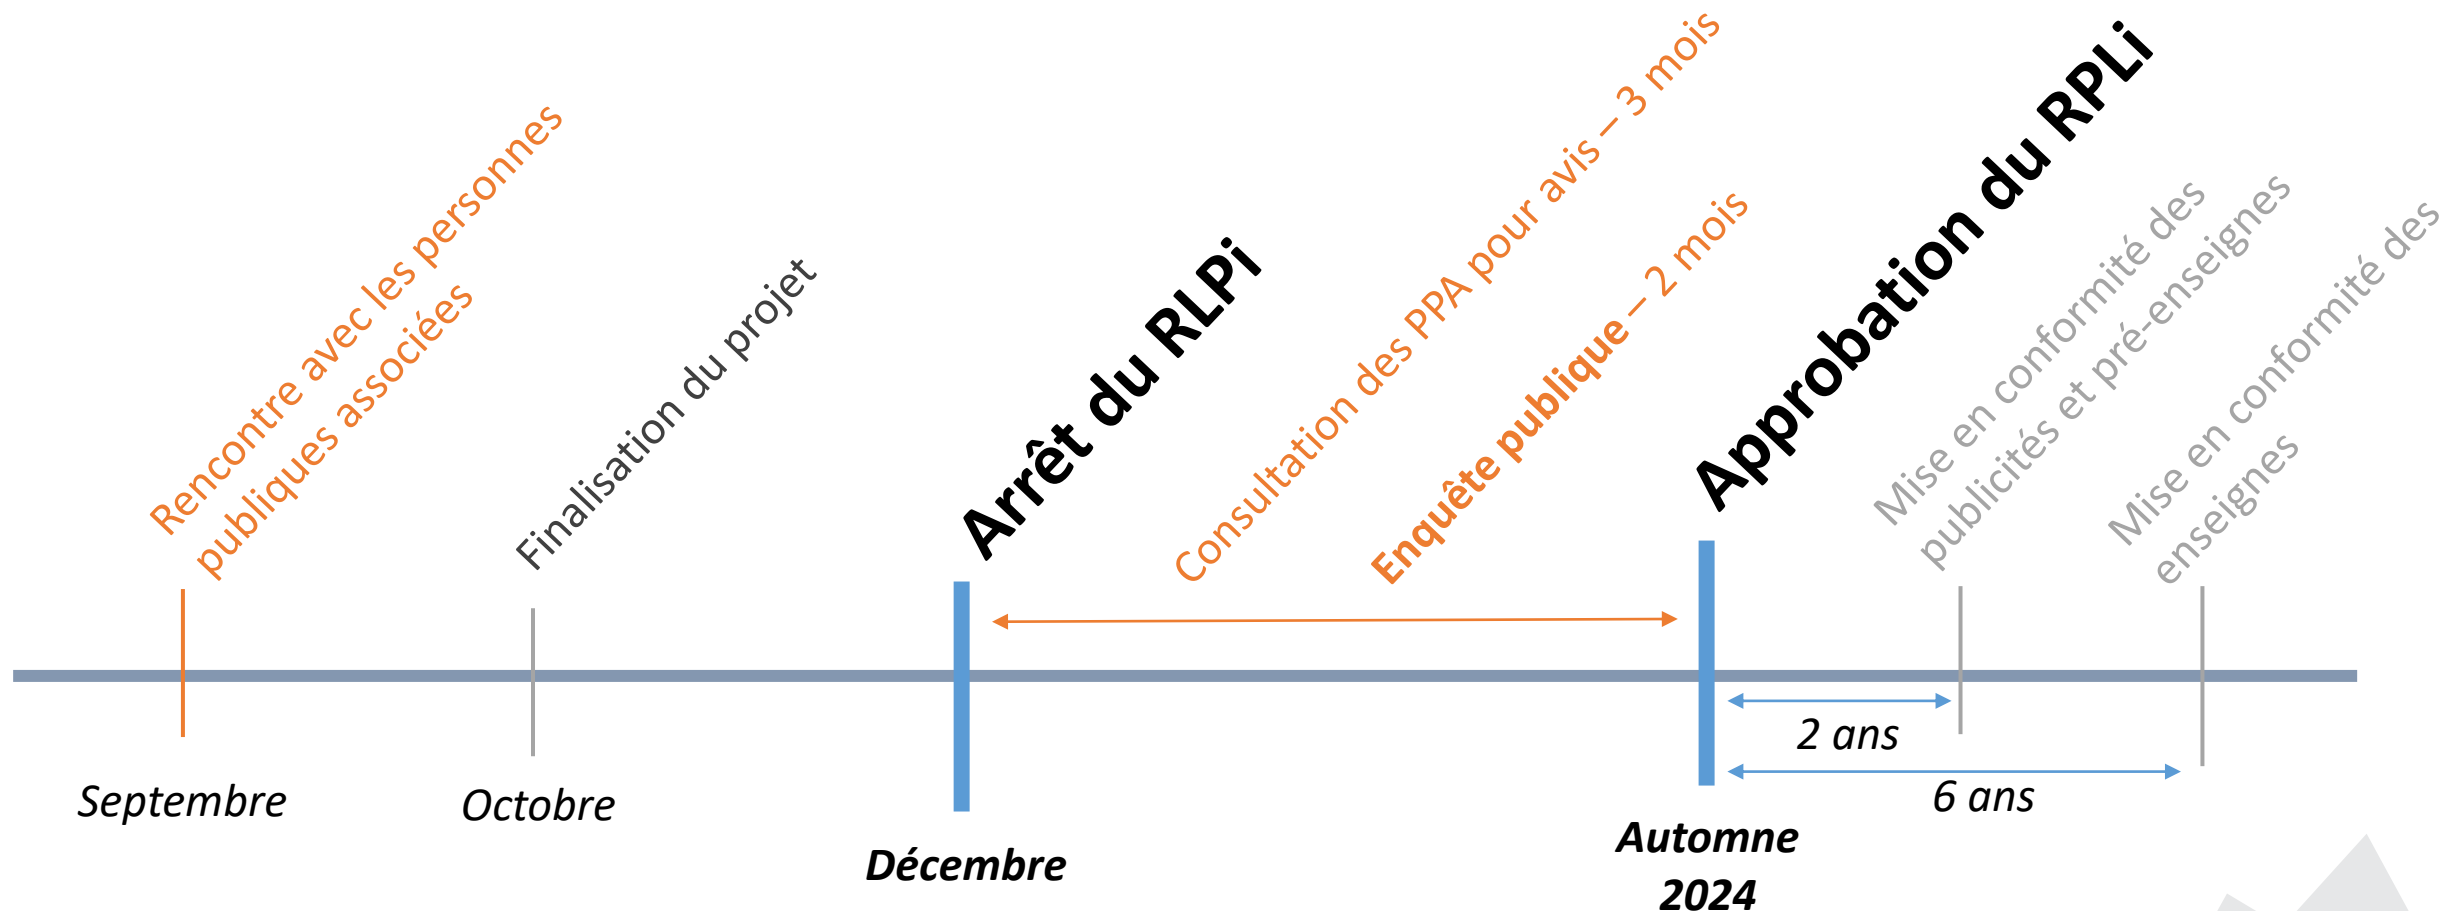 Rencontre avec les personnes
publiques associées
Finalisation du projet
Arrêt du RLPi
Consultation des PPA pour avis – 3 mois
Enquête publique – 2 mois
Approbation du RPLi
Mise en conformité des
publicités et pré-enseignes
Mise en conformité des
enseignes
2 ans
6 ans
Septembre
Octobre
Décembre
Automne
2024